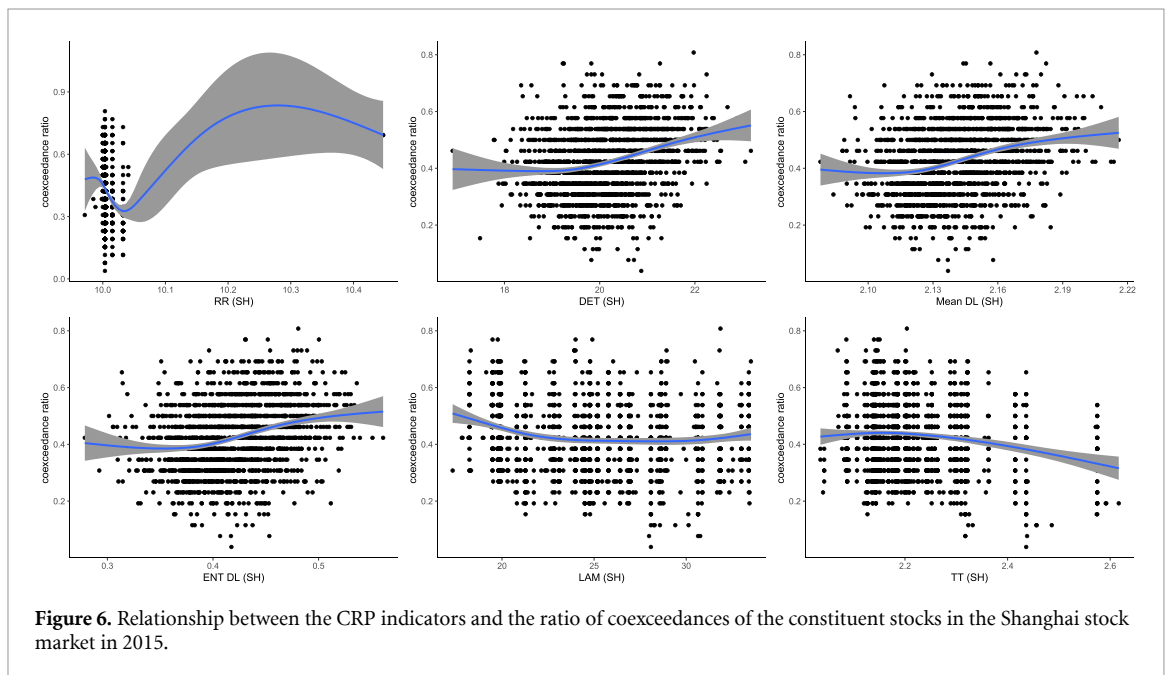 0.9
0.6
0.3
0.0
coexceedance ratio
10.0 10.1 10.2 10.3 10.4
RR (SH)
0.8
0.6
0.4
0.2
coexceedance ratio
18 20 22
DET (SH)
0.8
0.6
0.4
0.2
coexceedance ratio
2.10 2.13 2.16 2.19 2.22
Mean DL (SH)
0.8
0.6
0.4
0.2
coexceedance ratio
0.3 0.4 0.5
ENT DL (SH)
0.8
0.6
0.4
0.2
coexceedance ratio
20 25 30
LAM (SH)
0.8
0.6
0.4
0.2
coexceedance ratio
2.2 2.4 2.6
TT (SH)
Figure 6. Relationship between the CRP indicators and the ratio of coexceedances of the constituent stocks in the Shanghai stock
market in 2015.